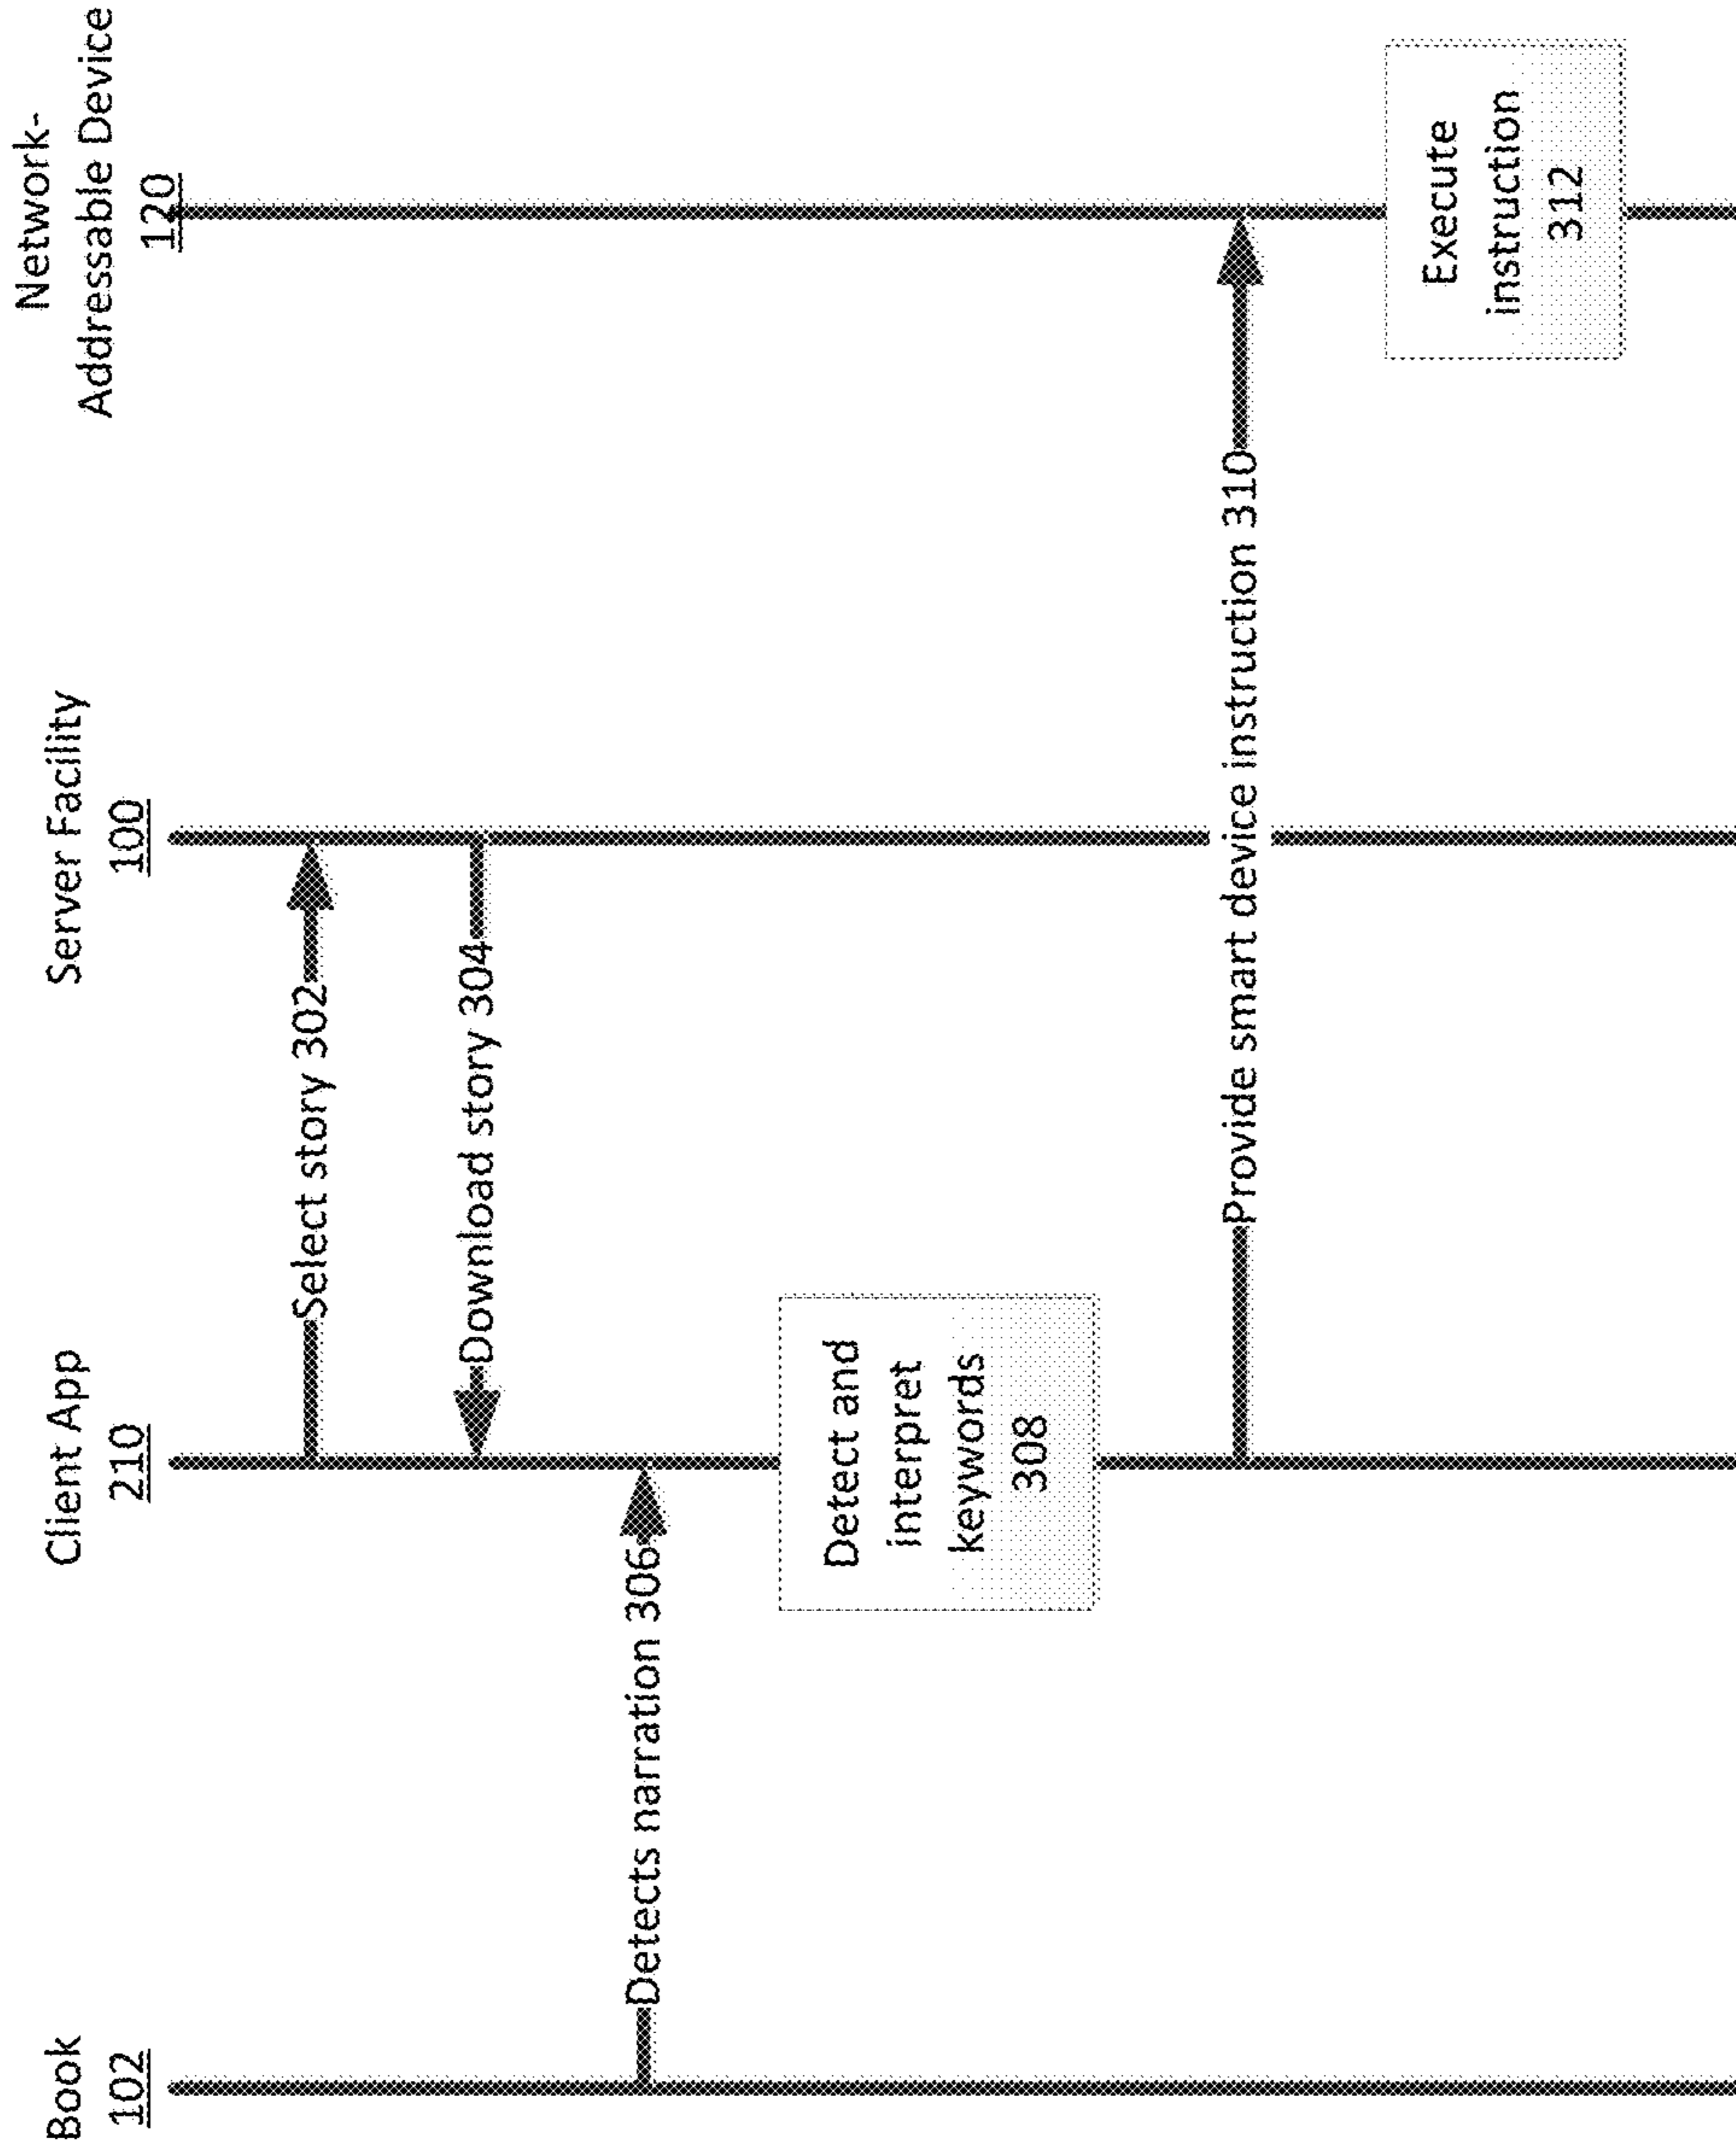 Book
102
Client App
210
Server Facility
100
Network-
Addressable Device
120
Select story 302
Download story 304
Detects narration 306
Detect and
interpret
keywords
308
Provide smart device instruction 310
Execute
instruction
312